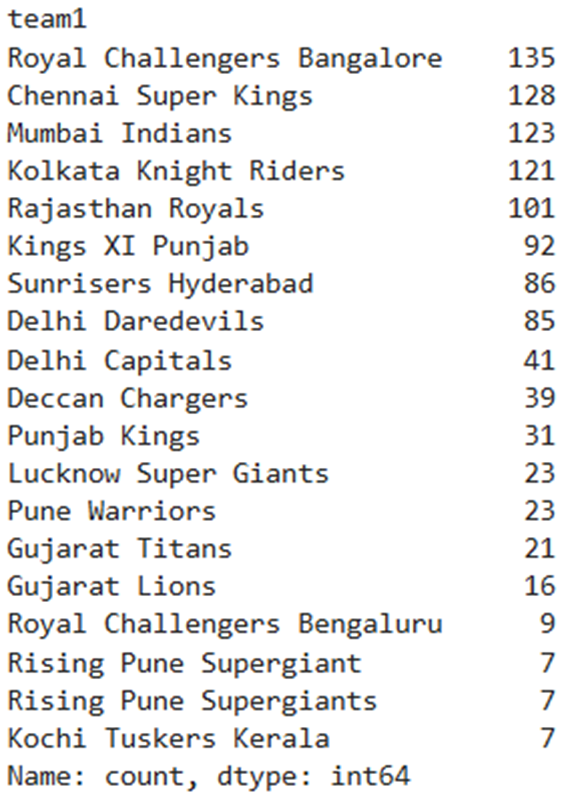 team1
Royal Challengers Bangalore 135
Chennai Super Kings 128
Mumbai Indians 123
Kolkata Knight Riders 121
Rajasthan Royals 101
Kings XI Punjab 92
Sunrisers Hyderabad 86
Delhi Daredevils 85
Delhi Capitals 41
Deccan Chargers 39
Punjab Kings 31
Lucknow Super Giants 23
Pune Warriors 23
Gujarat Titans 21
Gujarat Lions 16
Royal Challengers Bengaluru 9
Rising Pune Supergiant 7
Rising Pune Supergiants 7
Kochi Tuskers Kerala 7
Name: count, dtype: int64